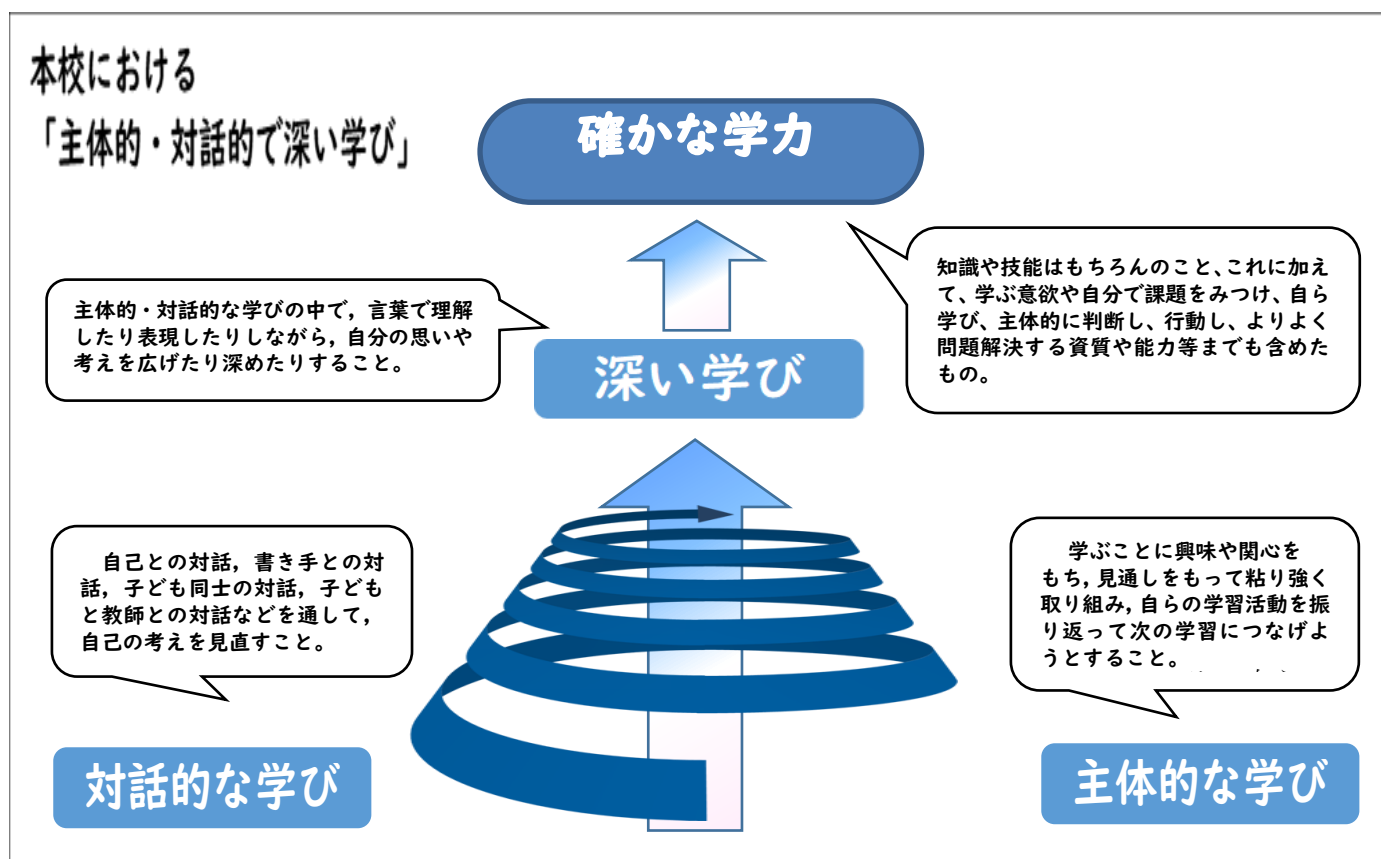 本校における
「主体的・対話的で深い学び」
確かな学力
知識や技能はもちろんのこと、これに加え
て、学ぶ意欲や自分で課題をみつけ、自ら
学び、主体的に判断し、行動し、よりよく
問題解決する資質や能力等までも含めた
もの。
主体的・対話的な学びの中で，言葉で理解
したり表現したりしながら，自分の思いや
考えを広げたり深めたりすること。
深い学び
自己との対話，書き手との対
話，子ども同士の対話，子ども
と教師との対話などを通して，
自己の考えを見直すこと。
対話的な学び
学ぶことに興味や関心を
もち，見通しをもって粘り強く
取り組み，自らの学習活動を振
り返って次の学習につなげよ
うとすること。
主体的な学び